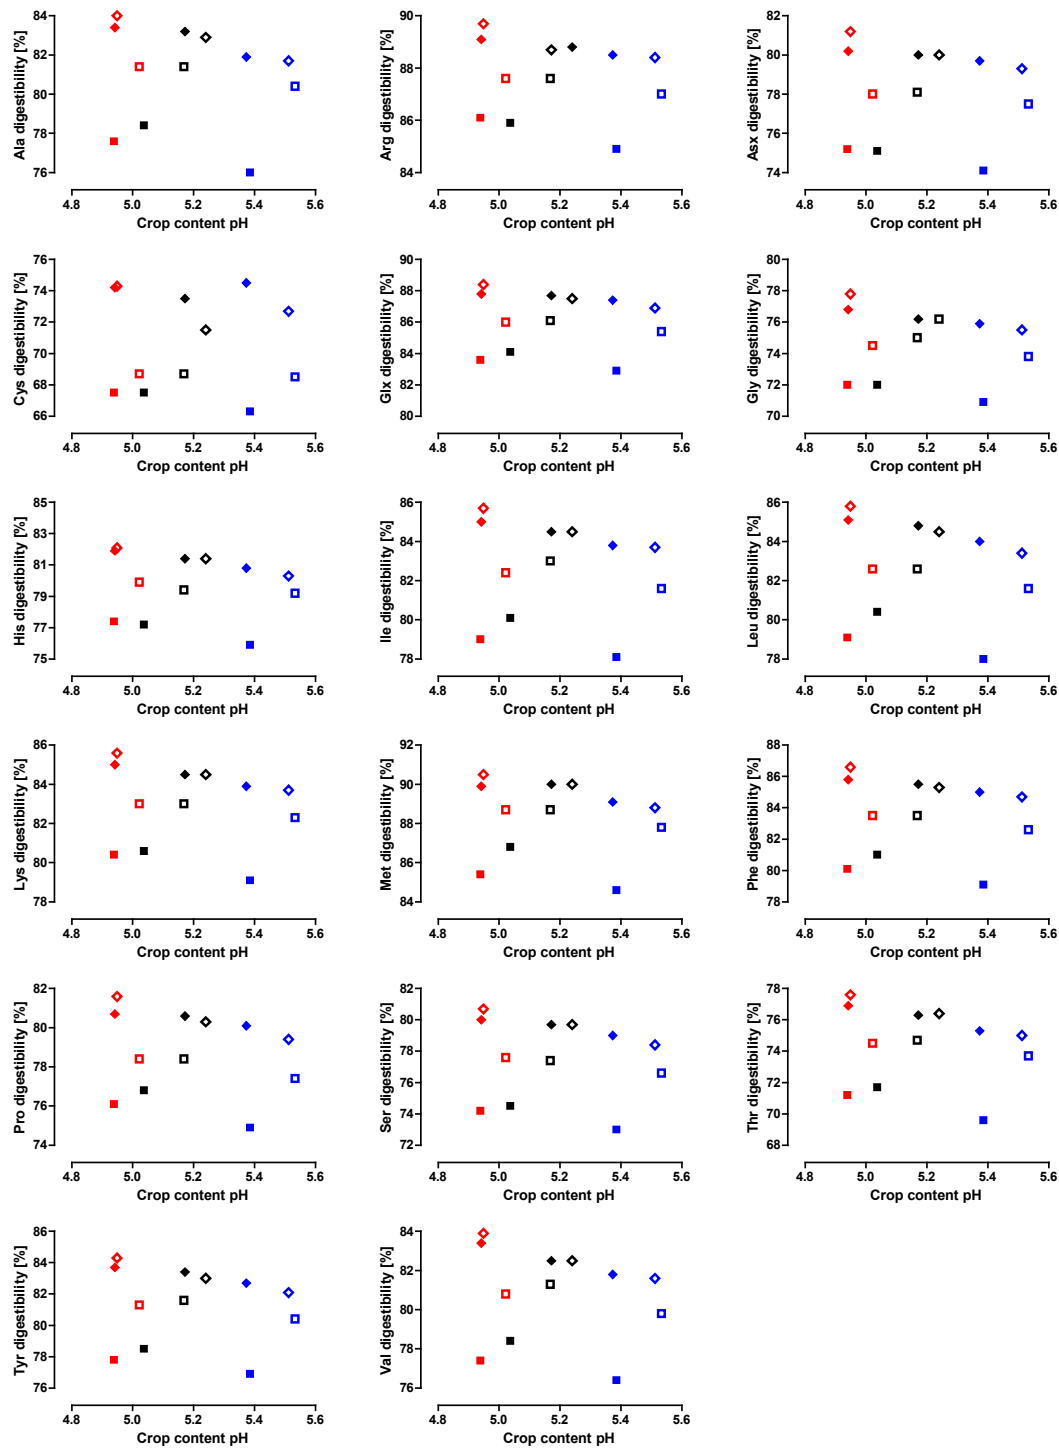 Ala digestibility [%]
84
82
80
78
76
4.8 5.0 5.2 5.4 5.6
Crop content pH
Arg digestibility [%]
90
88
86
84
4.8 5.0 5.2 5.4 5.6
Crop content pH
Asx digestibility [%]
82
80
78
76
74
4.8 5.0 5.2 5.4 5.6
Crop content pH
Cys digestibility [%]
76
74
72
70
68
66
4.8 5.0 5.2 5.4 5.6
Crop content pH
Glx digestibility [%]
90
88
86
84
82
80
4.8 5.0 5.2 5.4 5.6
Crop content pH
Gly digestibility [%]
80
78
76
74
72
70
4.8 5.0 5.2 5.4 5.6
Crop content pH
His digestibility [%]
85
83
81
79
77
75
4.8 5.0 5.2 5.4 5.6
Crop content pH
Ile digestibility [%]
86
84
82
80
78
4.8 5.0 5.2 5.4 5.6
Crop content pH
Leu digestibility [%]
86
84
82
80
78
4.8 5.0 5.2 5.4 5.6
Crop content pH
Lys digestibility [%]
86
84
82
80
78
4.8 5.0 5.2 5.4 5.6
Crop content pH
Met digestibility [%]
92
90
88
86
84
4.8 5.0 5.2 5.4 5.6
Crop content pH
Phe digestibility [%]
88
86
84
82
80
78
4.8 5.0 5.2 5.4 5.6
Crop content pH
Pro digestibility [%]
82
80
78
76
74
4.8 5.0 5.2 5.4 5.6
Crop content pH
Ser digestibility [%]
82
80
78
76
74
72
4.8 5.0 5.2 5.4 5.6
Crop content pH
Thr digestibility [%]
78
76
74
72
70
68
4.8 5.0 5.2 5.4 5.6
Crop content pH
Tyr digestibility [%]
86
84
82
80
78
76
4.8 5.0 5.2 5.4 5.6
Crop content pH
Val digestibility [%]
84
82
80
78
76
4.8 5.0 5.2 5.4 5.6
Crop content pH